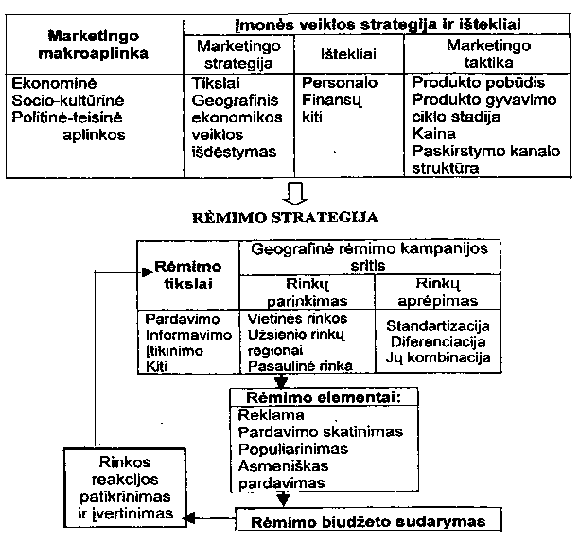 Marketingo
makroaplinka
Įmonės veiklos strategija ir ištekliai
Marketingo
strategija
Ištekliai
Marketingo
taktika
Ekonominė
Socio-kultūrinė
Politinė-teisinė
aplinkos
Tikslai
Geografinis
ekonomikos
veiklos
išdėstymas
Personalo
Finansų
kiti
Produkto pobūdis
Produkto gyvavimo
ciklo stadija
Kaina
Paskirstymo kanalo
struktūra
RĖMIMO STRATEGIJA
Rėmimo
tikslai
Geografinė rėmimo kampanijos
sritis
Rinkų
parinkimas
Rinkų
aprėpimas
Pardavimo
Informavimo
Įtikinimo
Kiti
Vietinės rinkos
Užsienio rinkų
regionai
Pasaulinė rinka
Standartizacija
Diferenciacija
Jų kombinacija
Rėmimo elementai:
Reklama
Pardavimo skatinimas
Populiarinimas
Asmeniškas
pardavimas
Rinkos
reakcijos
patikrinimas
ir įvertinimas
Rėmimo biudžeto sudarymas